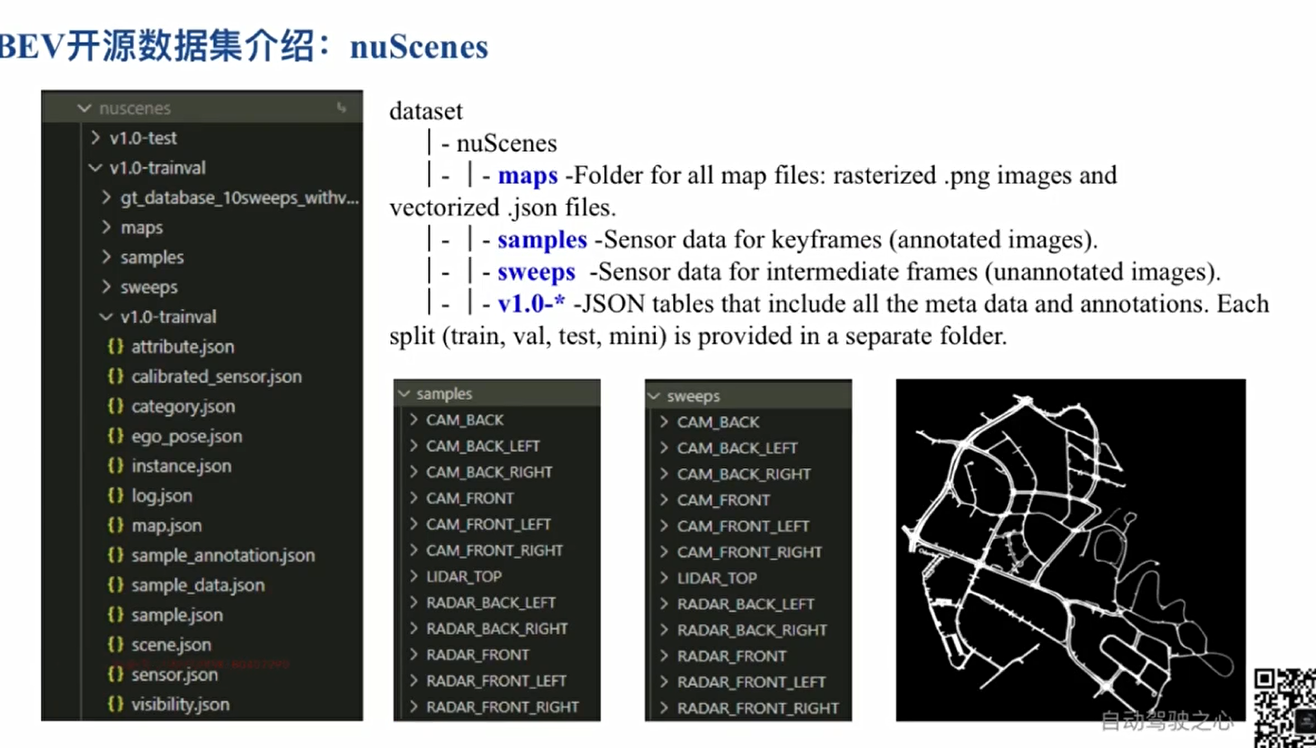 BEV开源数据集介绍：nuScenes
nuscenes
v1.0-test
v1.0-trainval
gt_database_10sweeps_withv...
maps
samples
sweeps
v1.0-trainval
{} attribute.json
{} calibrated_sensor.json
{} category.json
{} ego_pose.json
{} instance.json
{} log.json
{} map.json
{} sample_annotation.json
{} sample_data.json
{} sample.json
{} scene.json
{} sensor.json
{} visibility.json
dataset
| - nuScenes
| - | - maps -Folder for all map files: rasterized .png images and
vectorized .json files.
| - | - samples -Sensor data for keyframes (annotated images).
| - | - sweeps -Sensor data for intermediate frames (unannotated images).
| - | - v1.0-* -JSON tables that include all the meta data and annotations. Each
split (train, val, test, mini) is provided in a separate folder.
samples
CAM_BACK
CAM_BACK_LEFT
CAM_BACK_RIGHT
CAM_FRONT
CAM_FRONT_LEFT
CAM_FRONT_RIGHT
LIDAR_TOP
RADAR_BACK_LEFT
RADAR_BACK_RIGHT
RADAR_FRONT
RADAR_FRONT_LEFT
RADAR_FRONT_RIGHT
sweeps
CAM_BACK
CAM_BACK_LEFT
CAM_BACK_RIGHT
CAM_FRONT
CAM_FRONT_LEFT
CAM_FRONT_RIGHT
LIDAR_TOP
RADAR_BACK_LEFT
RADAR_BACK_RIGHT
RADAR_FRONT
RADAR_FRONT_LEFT
RADAR_FRONT_RIGHT
自动驾驶之心